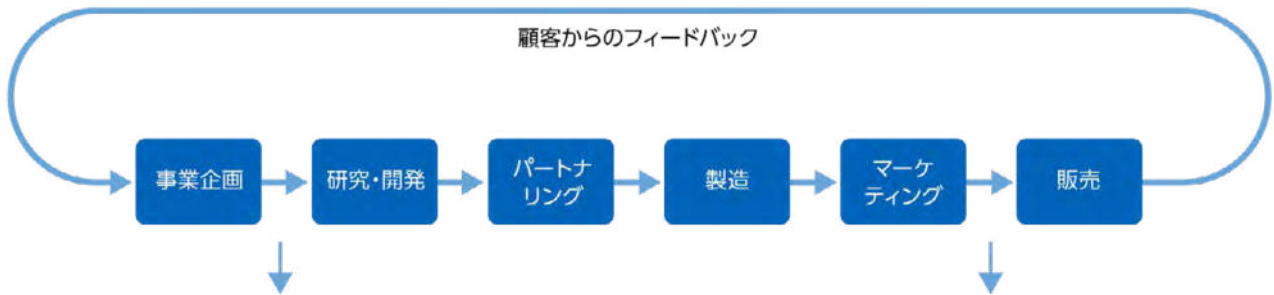 顧客からのフィードバック
事業企画
研究・開発
パートナ
リング
製造
マーケ
ティング
販売